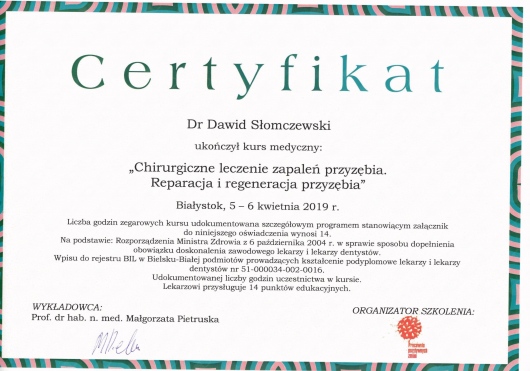 Certyfikat
Dr Dawid Słomczewski
ukończył kurs medyczny:
„Chirurgiczne leczenie zapaleń przyzębia.
Reparacja i regeneracja przyzębia”
Białystok, 5 – 6 kwietnia 2019 r.
Liczba godzin zegarowych kursu udokumentowana szczegółowym programem stanowiącym załącznik
do niniejszego oświadczenia wynosi 14.
Na podstawie: Rozporządzenia Ministra Zdrowia z 6 października 2004 r. w sprawie sposobu dopełnienia
obowiązku doskonalenia zawodowego lekarzy i lekarzy dentystów.
Wpisu do rejestru BIL w Bielsku-Białej podmiotów prowadzących kształcenie podyplomowe lekarzy i lekarzy
dentystów nr 51-000034-002-0016.
Udokumentowanej liczby godzin uczestnictwa w kursie.
Lekarzowi przysługuje 14 punktów edukacyjnych.
WYKŁADOWCA:
Prof. dr hab. n. med. Małgorzata Pietruska
ORGANIZATOR SZKOLENIA: